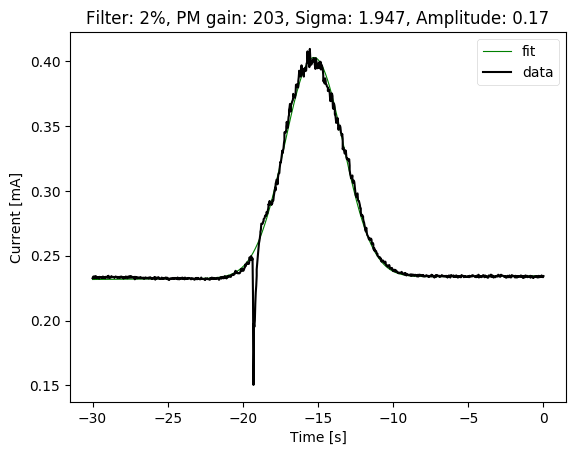 Filter: 2%, PM gain: 203, Sigma: 1.947, Amplitude: 0.17
fit
data
0.40
0.35
0.30
0.25
0.20
0.15
Current [mA]
−30
−25
−20
−15
−10
−5
0
Time [s]